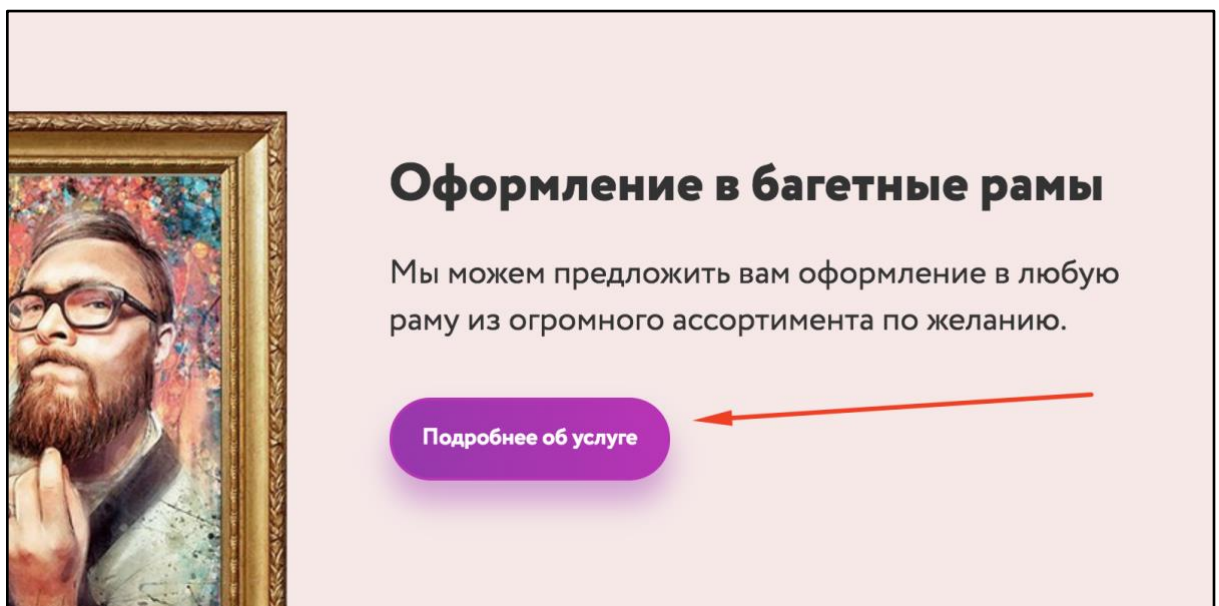 Оформление в багетные рамы
Мы можем предложить вам оформление в любую
раму из огромного ассортимента по желанию.
Подробнее об услуге